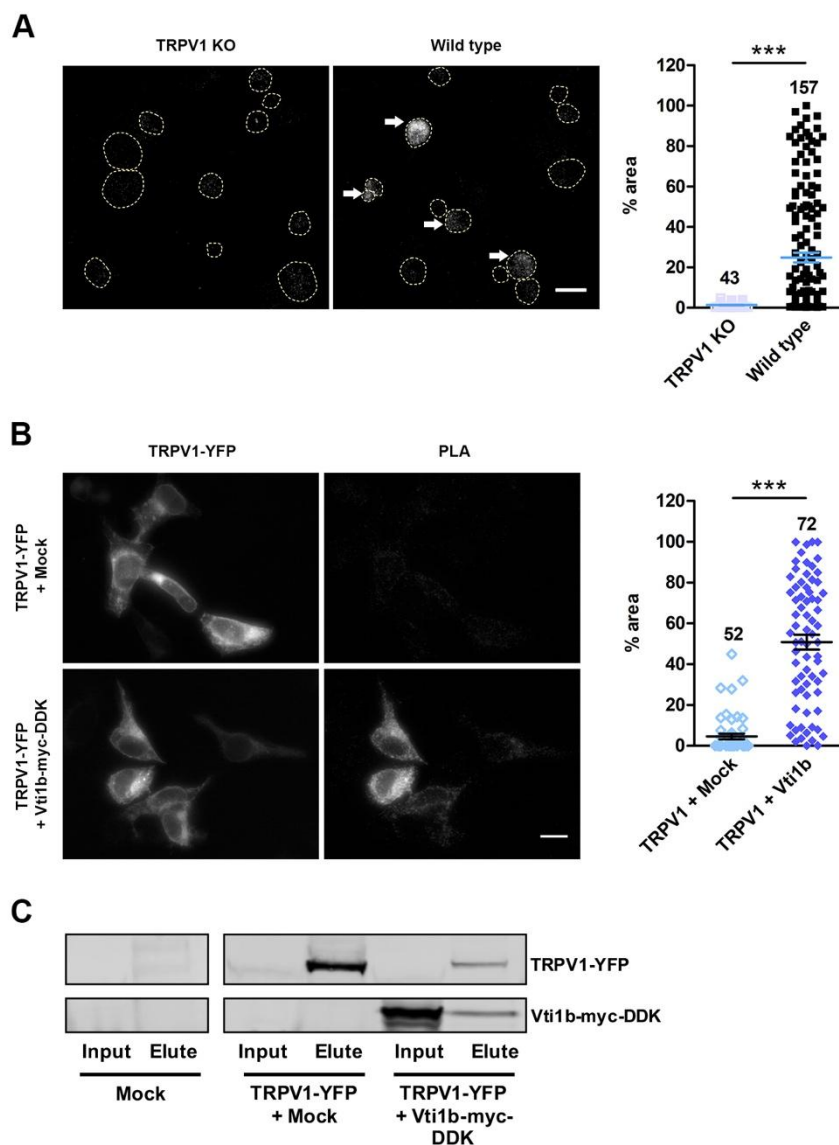 A
TRPV1 KO
Wild type
***
120
100
80
60
40
20
0
% area
43
157
TRPV1 KO
Wild type
B
TRPV1-YFP
PLA
TRPV1-YFP
+ Mock
TRPV1-YFP
+ Vti1b-myc-DDK
***
120
100
80
60
40
20
0
% area
52
72
TRPV1 + Mock
TRPV1 + Vti1b
C
TRPV1-YFP
Vti1b-myc-DDK
Input Elute Input Elute Input Elute
Mock
TRPV1-YFP
+ Mock
TRPV1-YFP
+ Vti1b-myc-
DDK